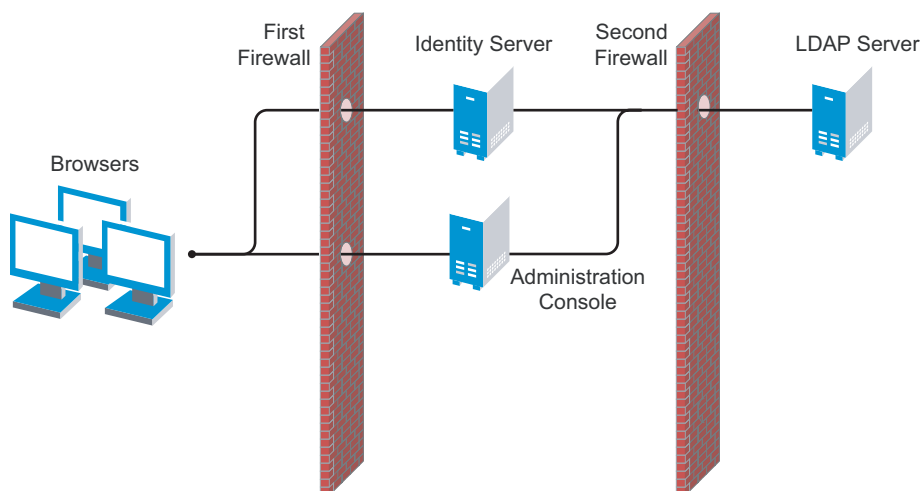 First
Firewall
Identity Server
Second
Firewall
LDAP Server
Browsers
Administration
Console